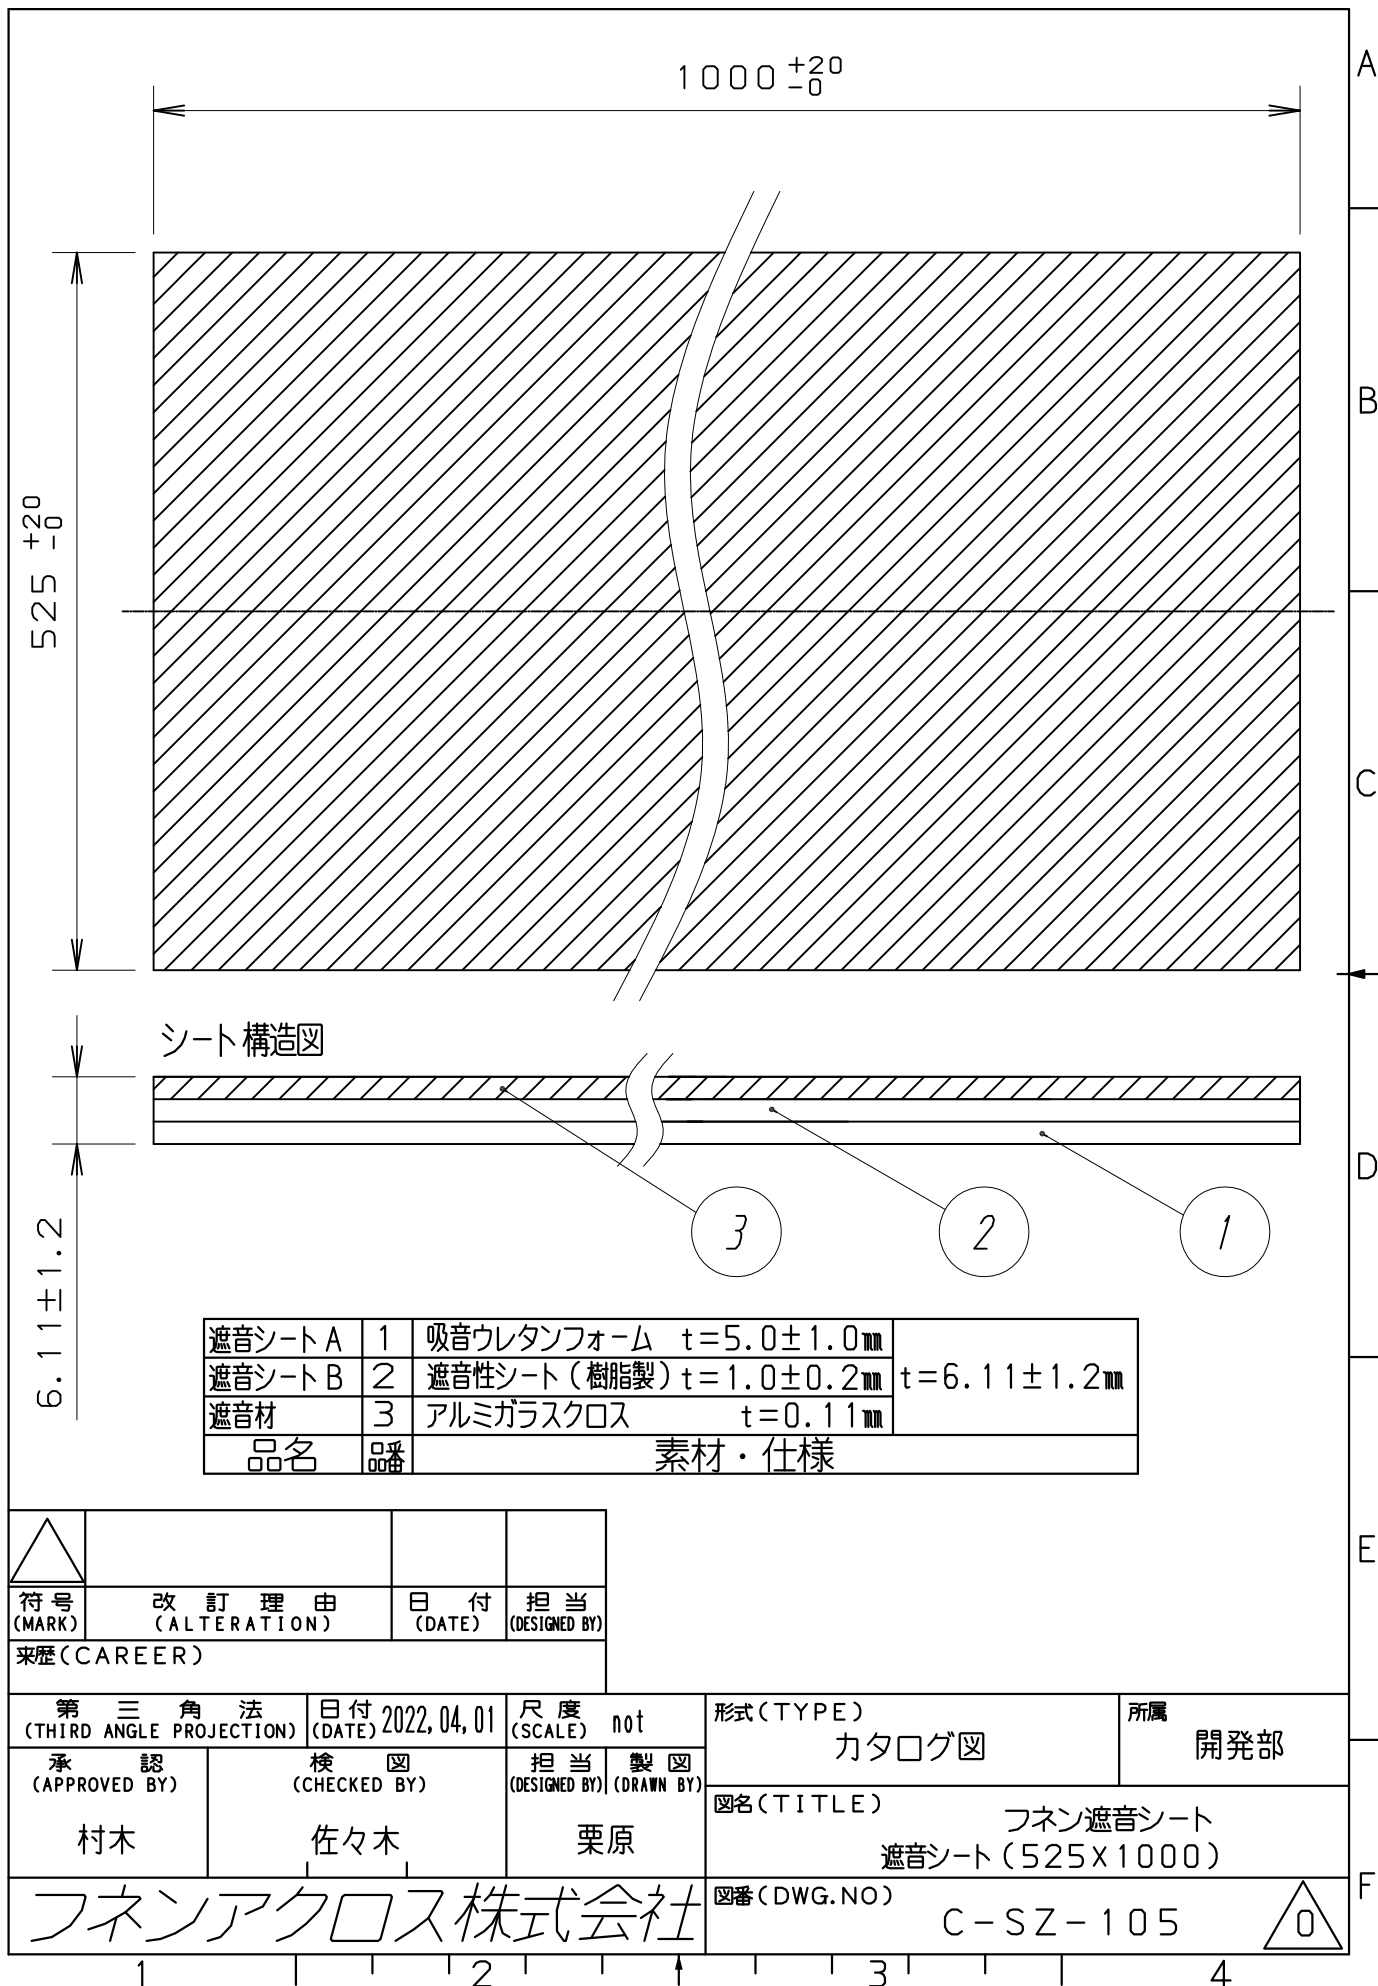 1000 +20 -0
A
B
525 +20 -0
C
シート構造図
D
3
2
1
6.11±1.2
遮音シートA 1 吸音ウレタンフォーム t=5.0±1.0㎜
遮音シートB 2 遮音性シート(樹脂製) t=1.0±0.2㎜ t=6.11±1.2㎜
遮音材 3 アルミガラスクロス t=0.11㎜
品名 品番 素材・仕様
E
符号 改訂理由 日付 担当
(MARK) (ALTERATION) (DATE) (DESIGNED BY)
来歴(CAREER)
第三角法 日付 2022,04,01 尺度 not
(THIRD ANGLE PROJECTION) (DATE) (SCALE)
形式(TYPE) 所属
カタログ図 開発部
承認 検図 担当 製図
(APPROVED BY) (CHECKED BY) (DESIGNED BY) (DRAWN BY)
村木 佐々木 栗原
図名(TITLE)
フネン遮音シート
遮音シート(525X1000)
F
フネンアクロス株式会社
図番(DWG.NO)
C-SZ-105 0
1 2 3 4